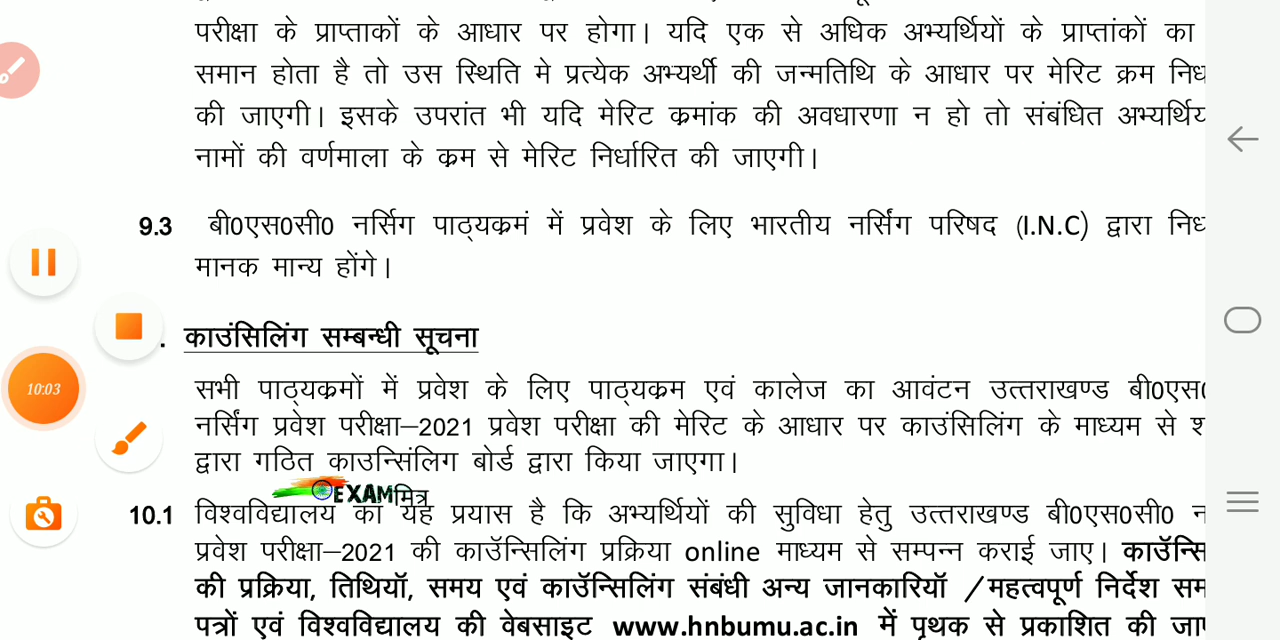 परीक्षा के प्राप्ताकों के आधार पर होगा। यदि एक से अधिक अभ्यर्थियों के प्राप्तांकों का
समान होता है तो उस स्थिति मे प्रत्येक अभ्यर्थी की जन्मतिथि के आधार पर मेरिट क्रम
की जाएगी। इसके उपरांत भी यदि मेरिट क्रमांक की अवधारणा न हो तो संबंधित
नामों की वर्णमाला के क्रम से मेरिट निर्धारित की जाएगी।
9.3 बी0एस0सी0 नर्सिग पाठ्यक्रमं में प्रवेश के लिए भारतीय नर्सिंग परिषद (I.N.C) द्वारा
मानक मान्य होंगे।
. काउंसिलिंग सम्बन्धी सूचना
सभी पाठ्यक्रमों में प्रवेश के लिए पाठ्यक्रम एवं कालेज का आवंटन उत्तराखण्ड बी0एस0
नर्सिंग प्रवेश परीक्षा–2021 प्रवेश परीक्षा की मेरिट के आधार पर काउंसिलिंग के माध्यम से
द्वारा गठित काउन्सिंलिग बोर्ड द्वारा किया जाएगा।
EXAMमित्र
10.1 विश्वविद्यालय का यह प्रयास है कि अभ्यर्थियों की सुविधा हेतु उत्तराखण्ड बी0एस0सी0
प्रवेश परीक्षा–2021 की काउॅन्सिलिंग प्रक्रिया online माध्यम से सम्पन्न कराई जाए।
की प्रक्रिया, तिथियॉ, समय एवं काउॅन्सिलिंग संबंधी अन्य जानकारियॉ /महत्वपूर्ण निर्देश
पत्रों एवं विश्वविद्यालय की वेबसाइट www.hnbumu.ac.in में पृथक से प्रकाशित की
10:03